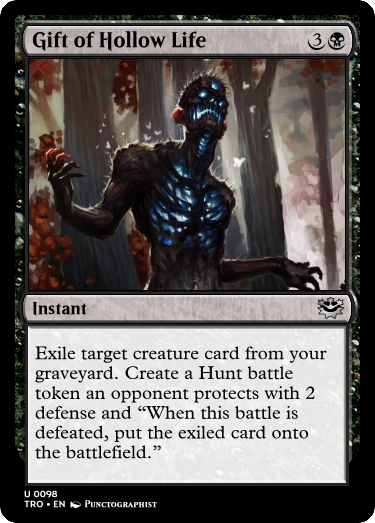 Gift of Hollow Life 3
Instant
Exile target creature card from your
graveyard. Create a Hunt battle
token an opponent protects with 2
defense and “When this battle is
defeated, put the exiled card onto
the battlefield.”
U 0098
TRO • EN Punctographist